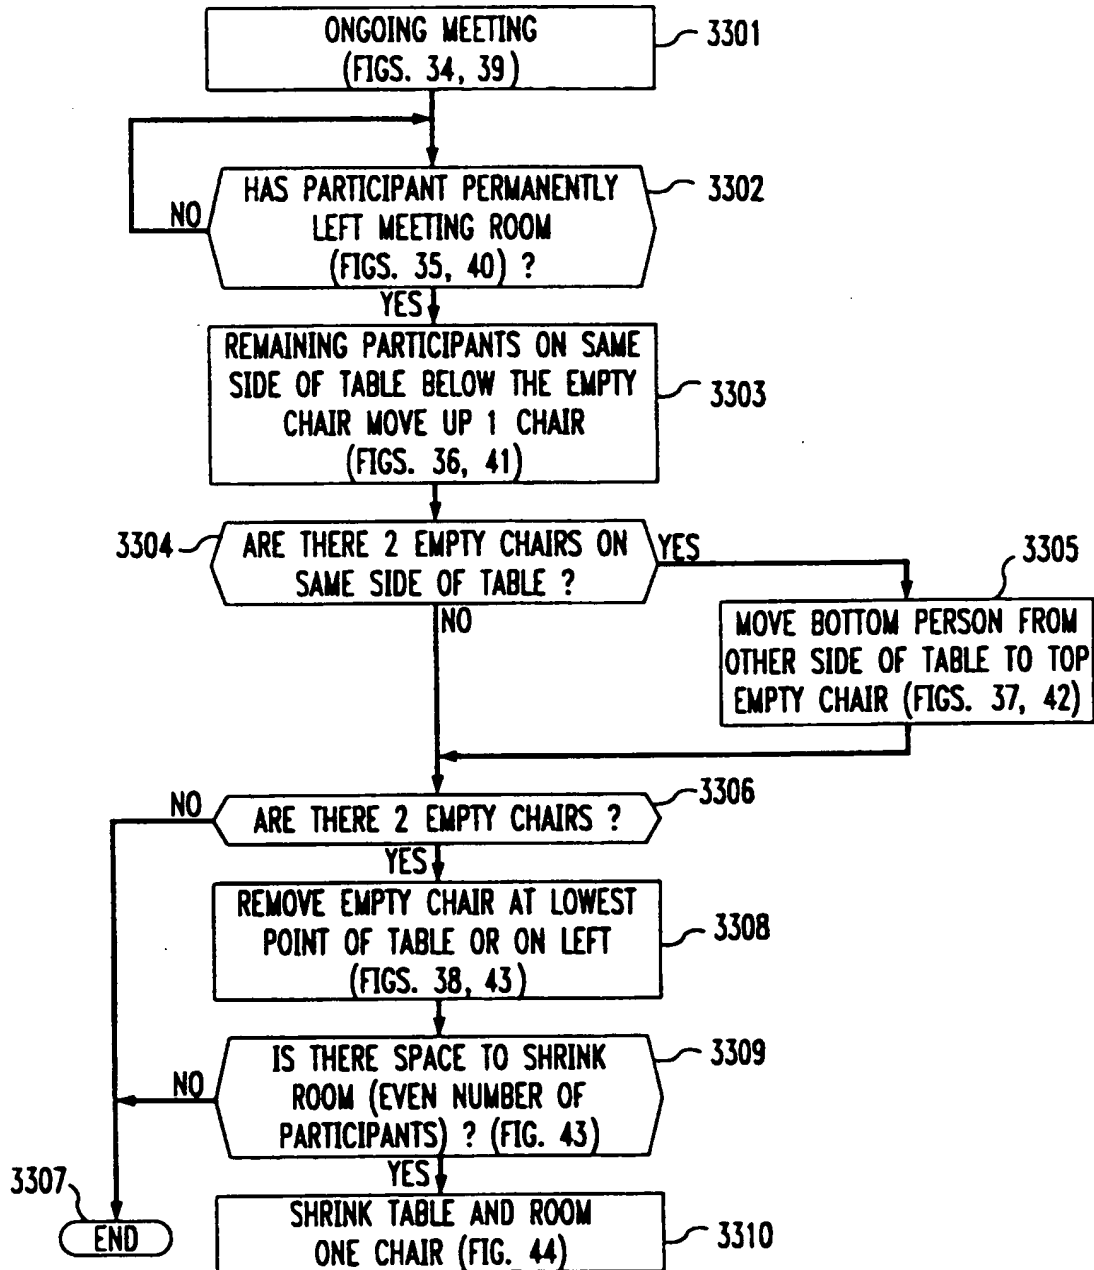 ONGOING MEETING
(FIGS. 34, 39)
3301
HAS PARTICIPANT PERMANENTLY
LEFT MEETING ROOM
(FIGS. 35, 40) ?
3302
NO
YES
REMAINING PARTICIPANTS ON SAME
SIDE OF TABLE BELOW THE EMPTY
CHAIR MOVE UP 1 CHAIR
(FIGS. 36, 41)
3303
3304
ARE THERE 2 EMPTY CHAIRS ON
SAME SIDE OF TABLE ?
YES
NO
3305
MOVE BOTTOM PERSON FROM
OTHER SIDE OF TABLE TO TOP
EMPTY CHAIR (FIGS. 37, 42)
3306
NO
ARE THERE 2 EMPTY CHAIRS ?
YES
REMOVE EMPTY CHAIR AT LOWEST
POINT OF TABLE OR ON LEFT
(FIGS. 38, 43)
3308
IS THERE SPACE TO SHRINK
ROOM (EVEN NUMBER OF
PARTICIPANTS) ? (FIG. 43)
3309
NO
YES
3307
END
SHRINK TABLE AND ROOM
ONE CHAIR (FIG. 44)
3310